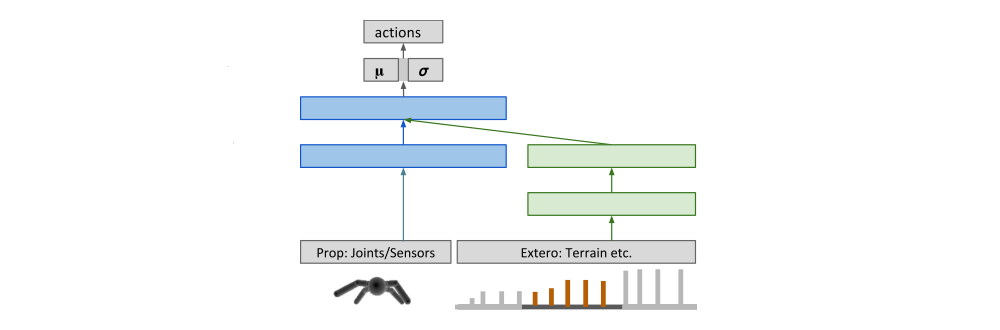 actions
μ σ
Prop: Joints/Sensors
Extero: Terrain etc.